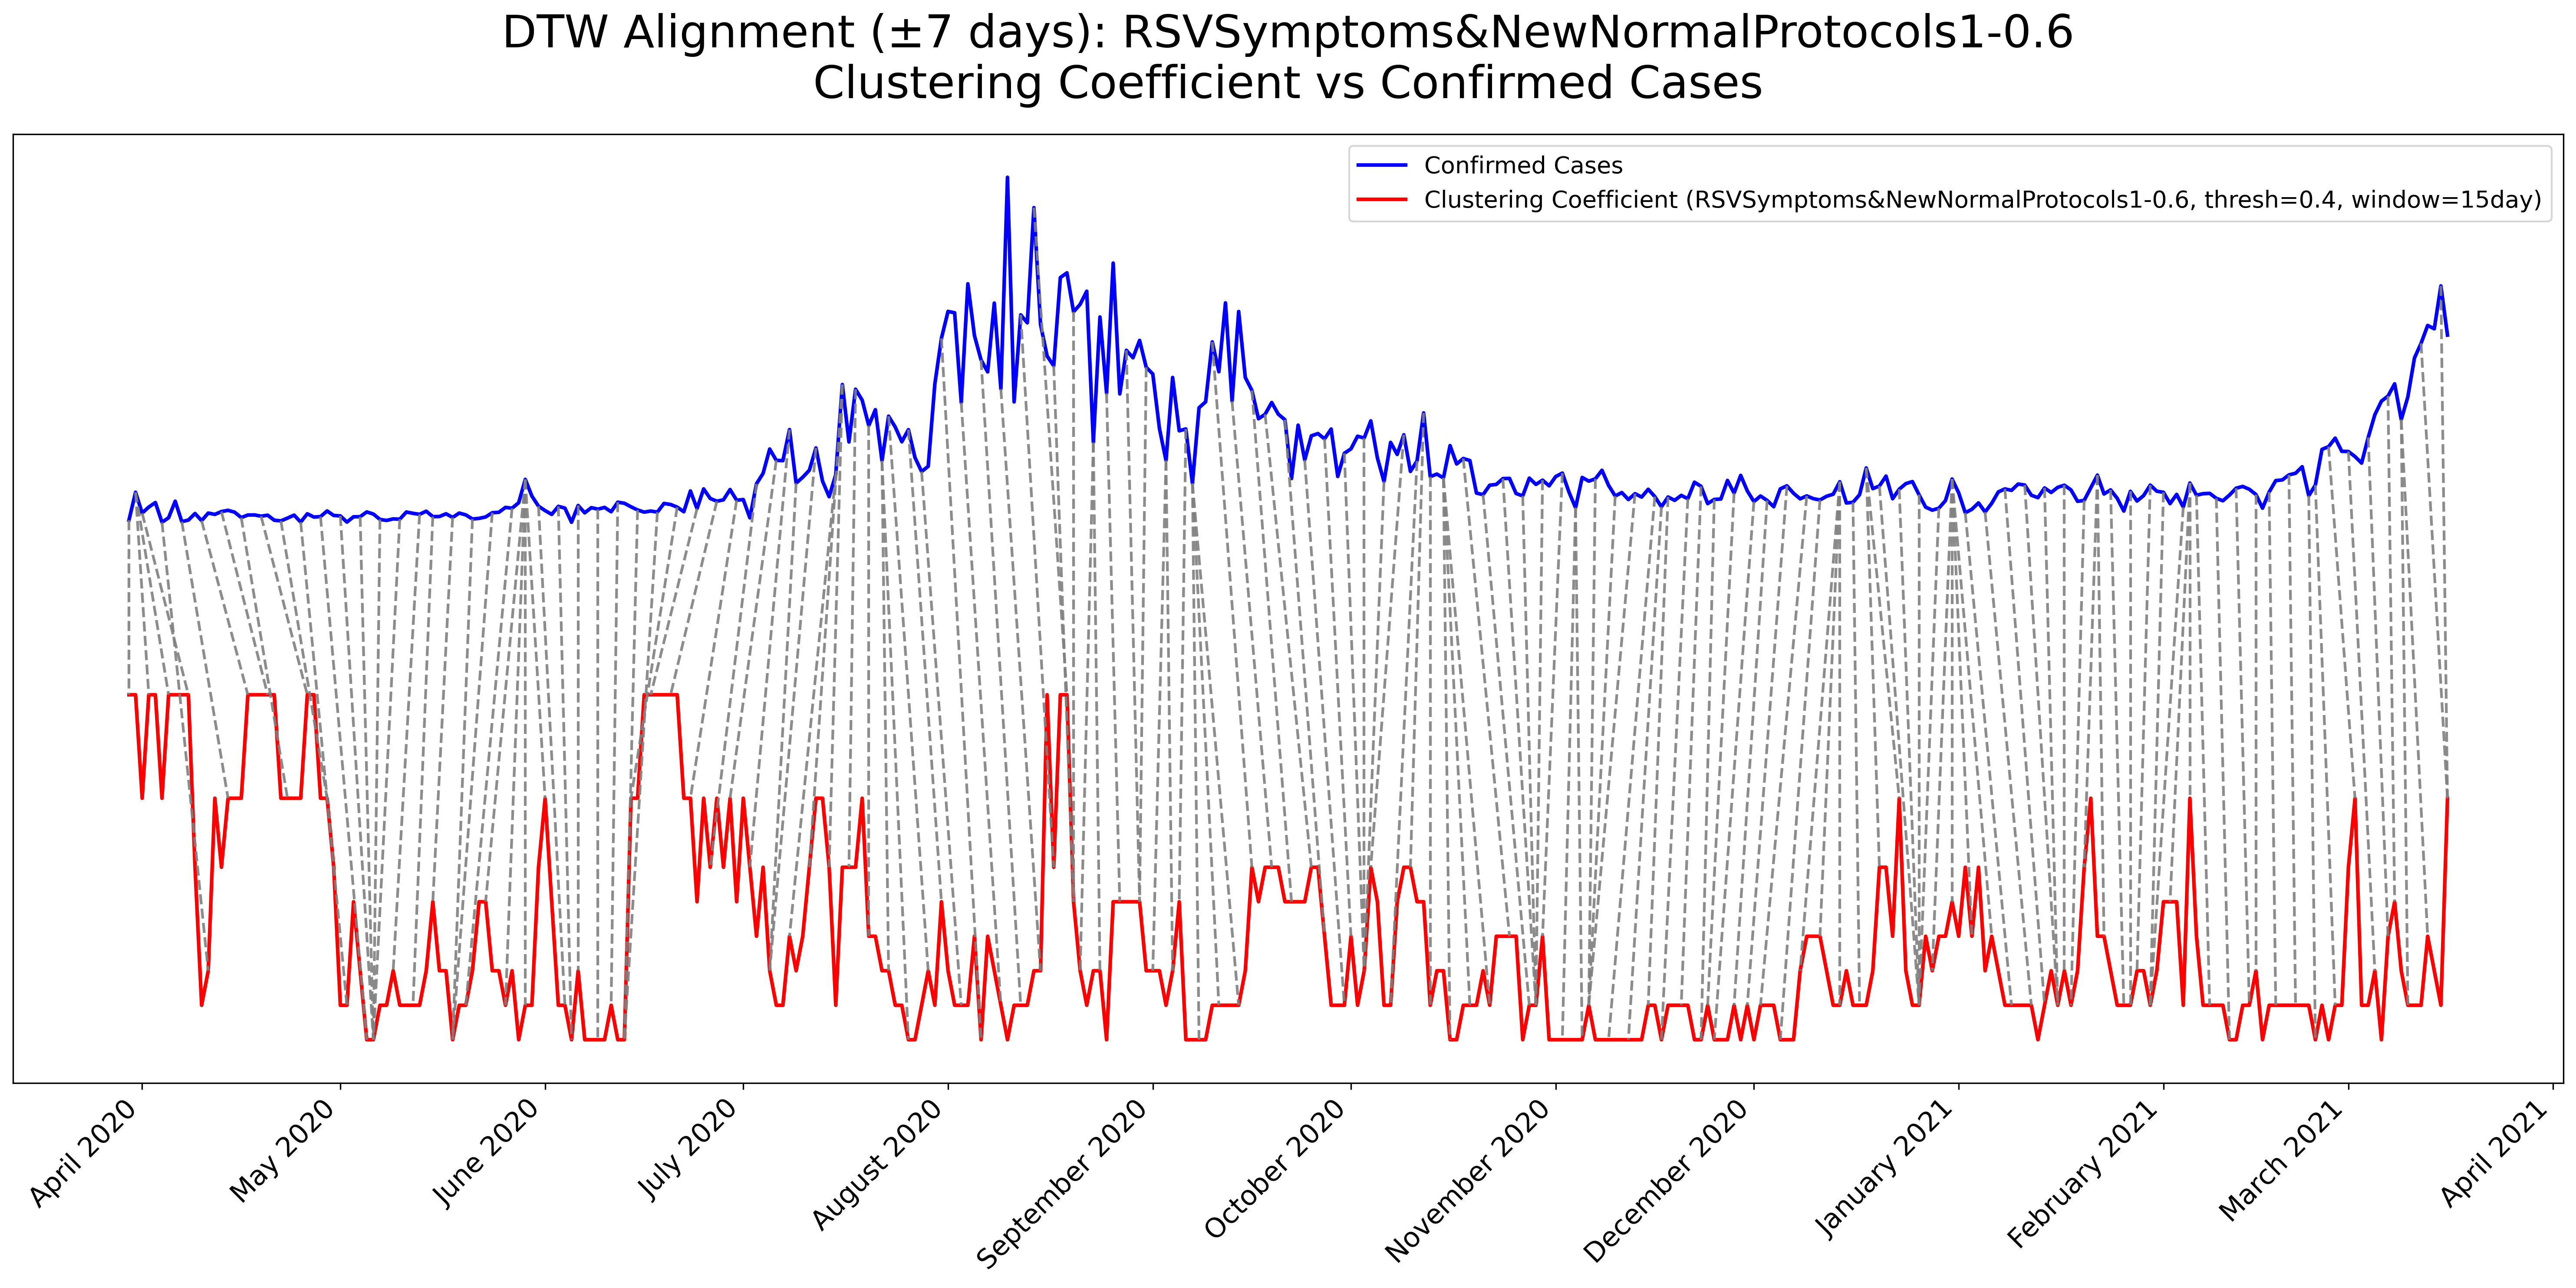 DTW Alignment (±7 days): RSVSymptoms&NewNormalProtocols1-0.6
Clustering Coefficient vs Confirmed Cases
Confirmed Cases
Clustering Coefficient (RSVSymptoms&NewNormalProtocols1-0.6, thresh=0.4, window=15day)
April 2020
May 2020
June 2020
July 2020
August 2020
September 2020
October 2020
November 2020
December 2020
January 2021
February 2021
March 2021
April 2021